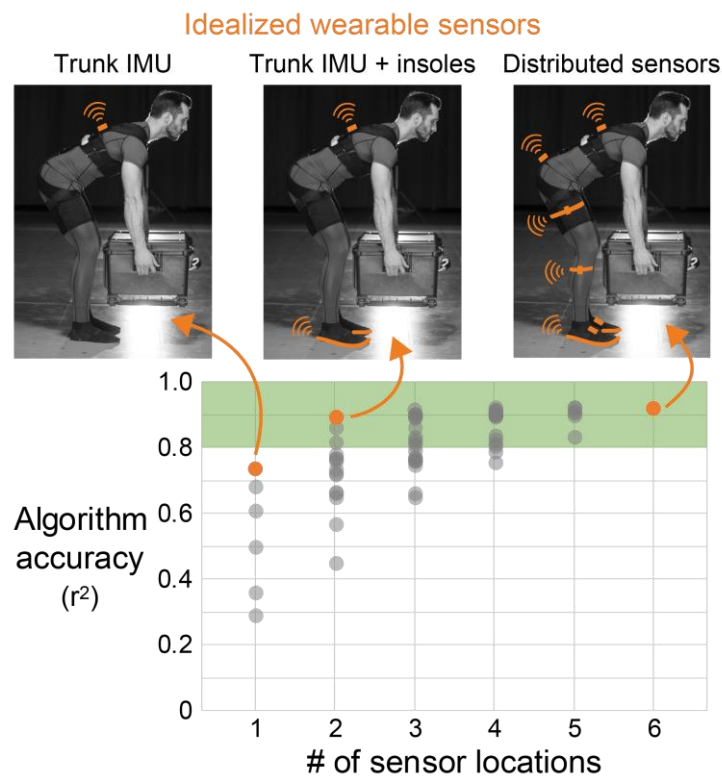 Idealized wearable sensors
Trunk IMU
Trunk IMU + insoles
Distributed sensors
1.0
0.8
0.6
0.4
0.2
0
Algorithm
accuracy
(r²)
1 2 3 4 5 6
# of sensor locations